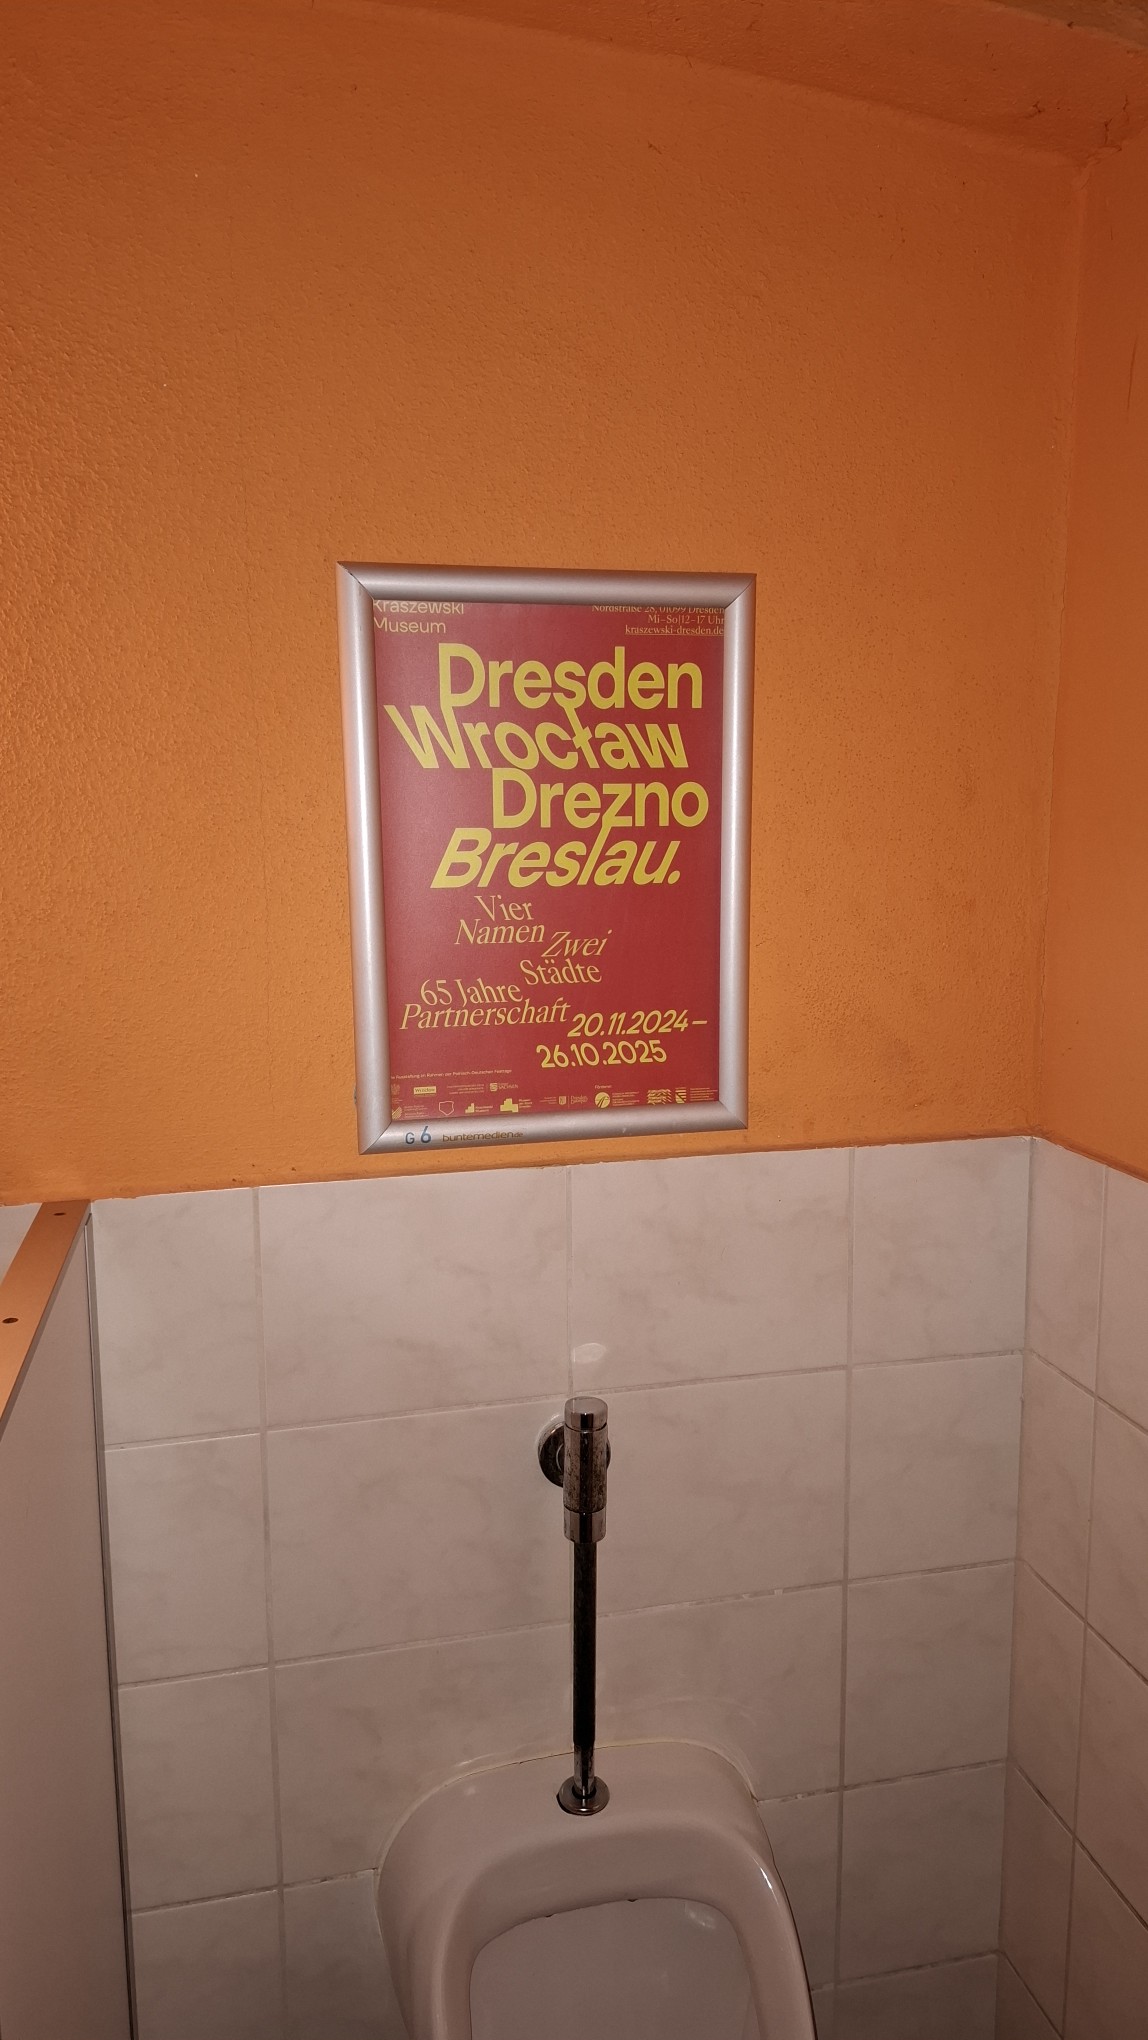 Kraszewski
Museum
Nordstraße 28, 01099 Dresden
Mi–So|12–17 Uhr
kraszewski-dresden.de
Dresden
Wrocław
Drezno
Breslau.
Vier
Namen
Zwei
Städte
65 Jahre
Partnerschaft
20.11.2024–
26.10.2025
G 6 buntemedien.de